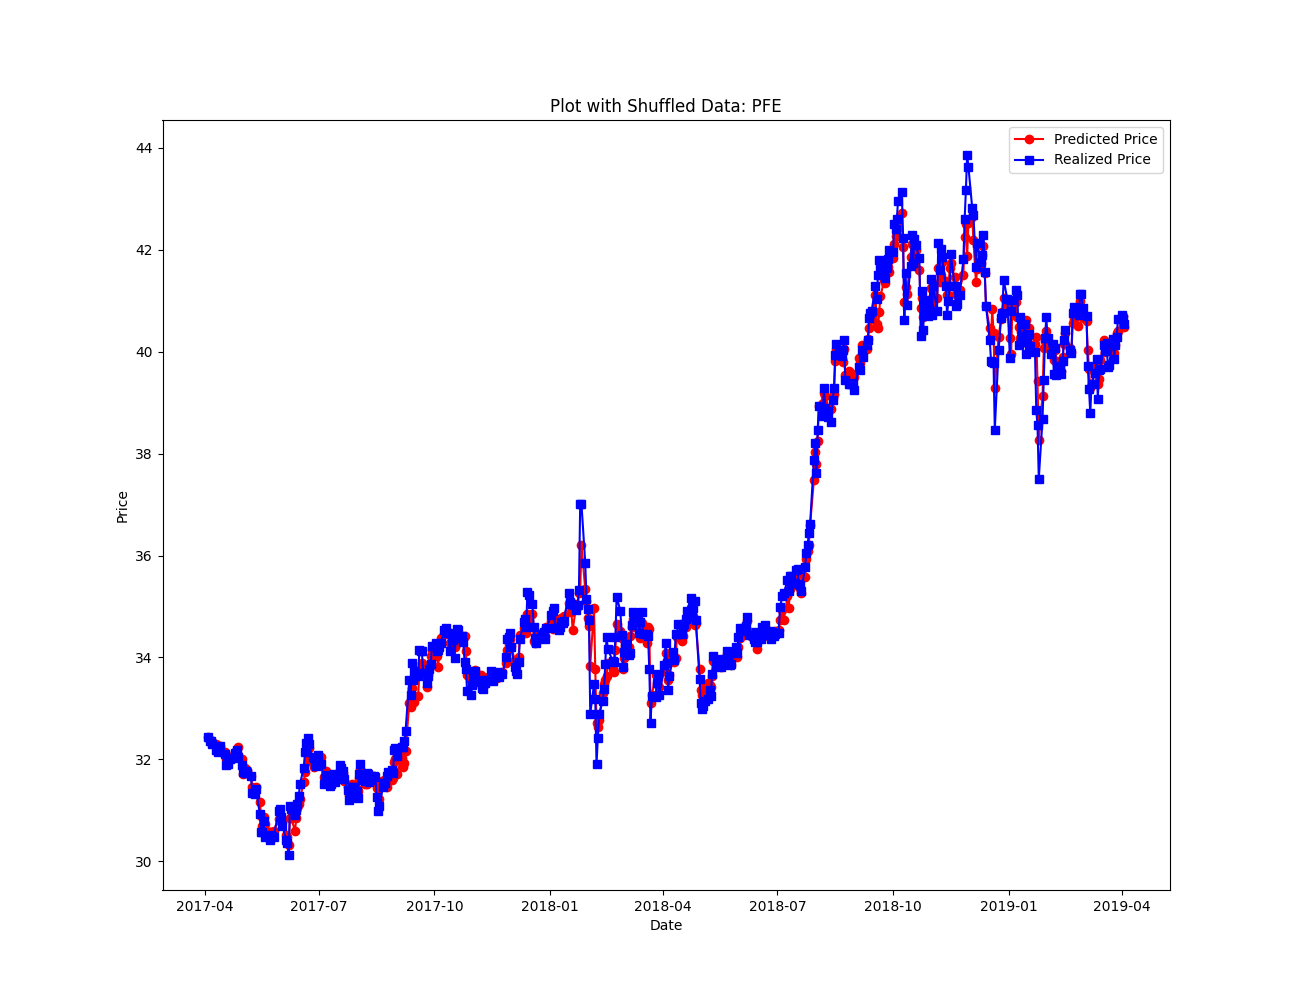 Plot with Shuffled Data: PFE
Predicted Price
Realized Price
44
42
40
38
36
34
32
30
Price
2017-04 2017-07 2017-10 2018-01 2018-04 2018-07 2018-10 2019-01 2019-04
Date